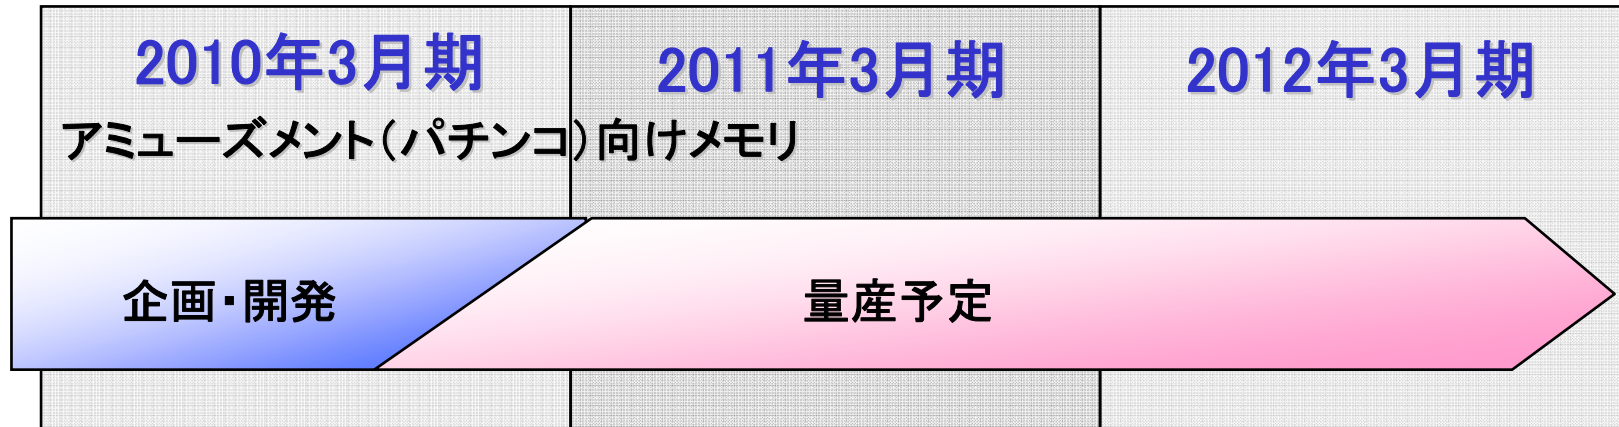 2010年3月期
2011年3月期
2012年3月期
アミューズメント(パチンコ)向けメモリ
企画・開発
量産予定